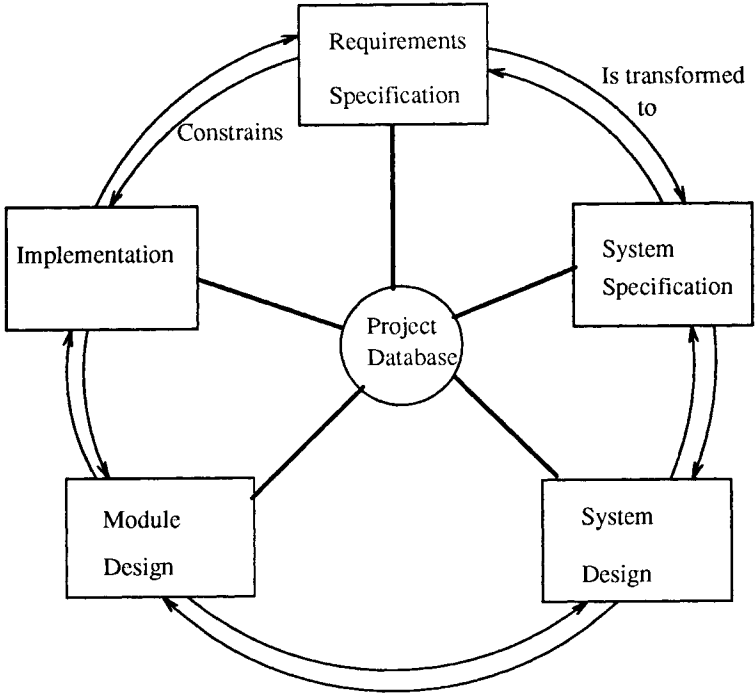 Requirements
Specification
Is transformed
to
Constrains
Implementation
System
Specification
Project
Database
Module
Design
System
Design